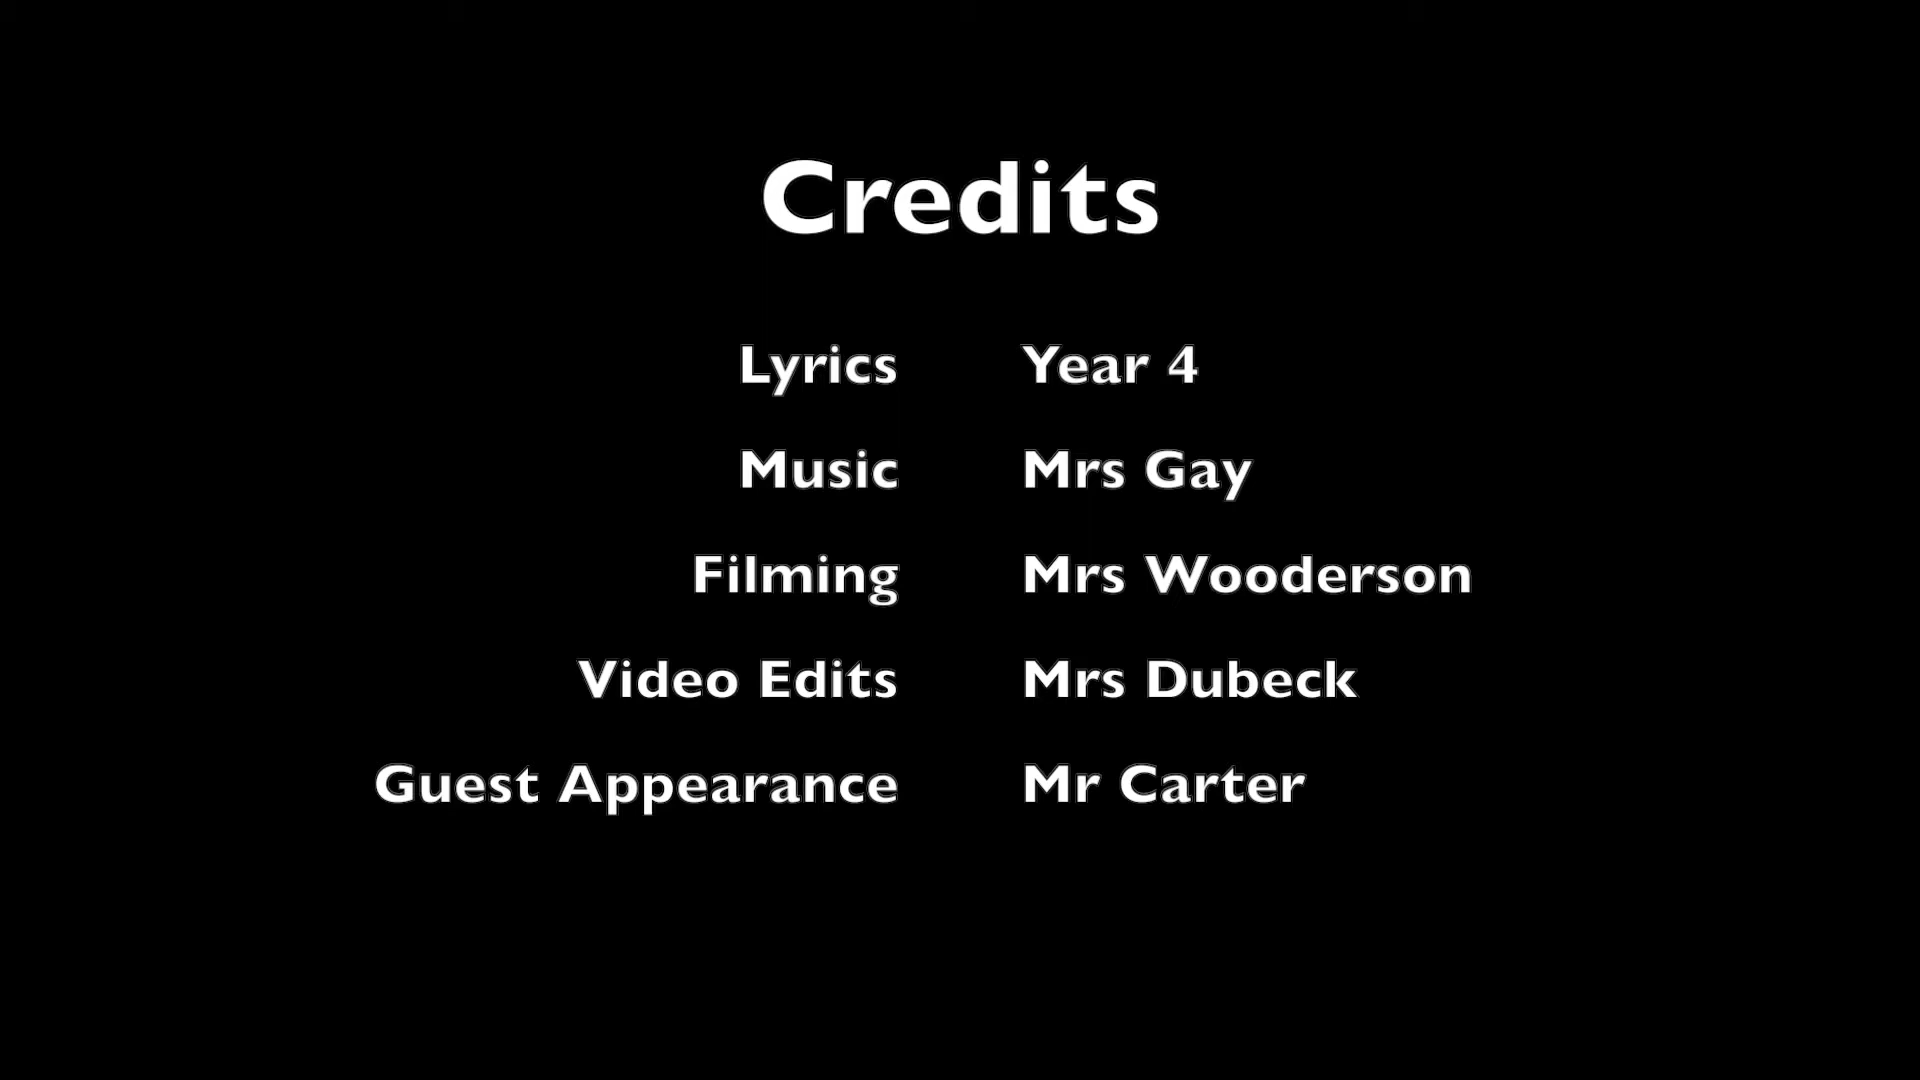 Credits
Lyrics Year 4
Music Mrs Gay
Filming Mrs Wooderson
Video Edits Mrs Dubeck
Guest Appearance Mr Carter